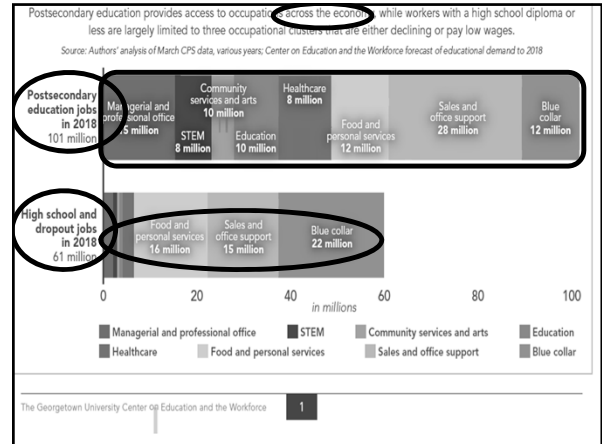 Postsecondary education provides access to occupations across the economy, while workers with a high school diploma or
less are largely limited to three occupational clusters that are either declining or pay low wages.
Source: Authors' analysis of March CPS data, various years; Center on Education and the Workforce forecast of educational demand to 2018
Postsecondary
education jobs
in 2018
101 million
Managerial and
professional office
15 million
STEM
8 million
Community
services and arts
10 million
Education
10 million
Healthcare
8 million
Food and
personal services
12 million
Sales and
office support
28 million
Blue
collar
12 million
High school and
dropout jobs
in 2018
61 million
Food and
personal services
16 million
Sales and
office support
15 million
Blue collar
22 million
0 20 40 60 80 100
in millions
Managerial and professional office STEM Community services and arts Education
Healthcare Food and personal services Sales and office support Blue collar
The Georgetown University Center on Education and the Workforce 1